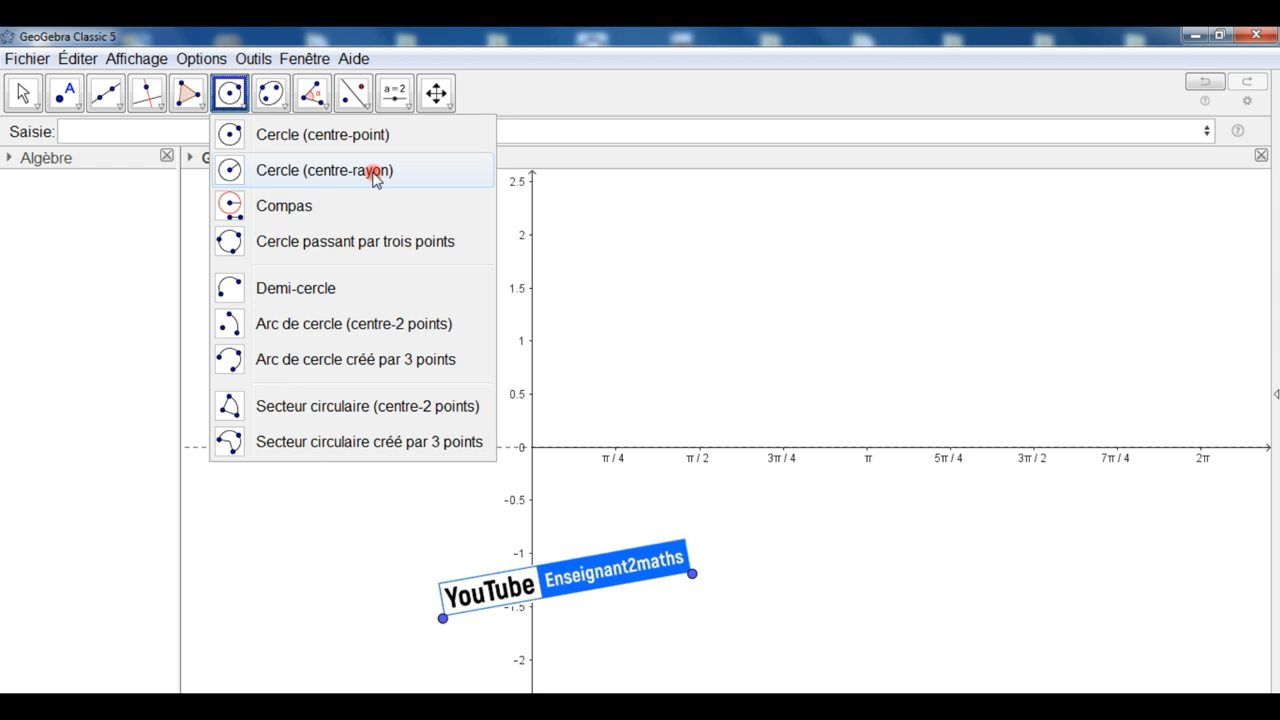 GeoGebra Classic 5
Fichier Éditer Affichage Options Outils Fenêtre Aide
A
α
a=2
Saisie:
Algèbre
G
Cercle (centre-point)
Cercle (centre-rayon)
Compas
Cercle passant par trois points
Demi-cercle
Arc de cercle (centre-2 points)
Arc de cercle créé par 3 points
Secteur circulaire (centre-2 points)
Secteur circulaire créé par 3 points
2.5
2
1.5
1
0.5
0
π / 4 π / 2 3π / 4 π 5π / 4 3π / 2 7π / 4 2π
-0.5
-1
YouTube Enseignant2maths
-1.5
-2